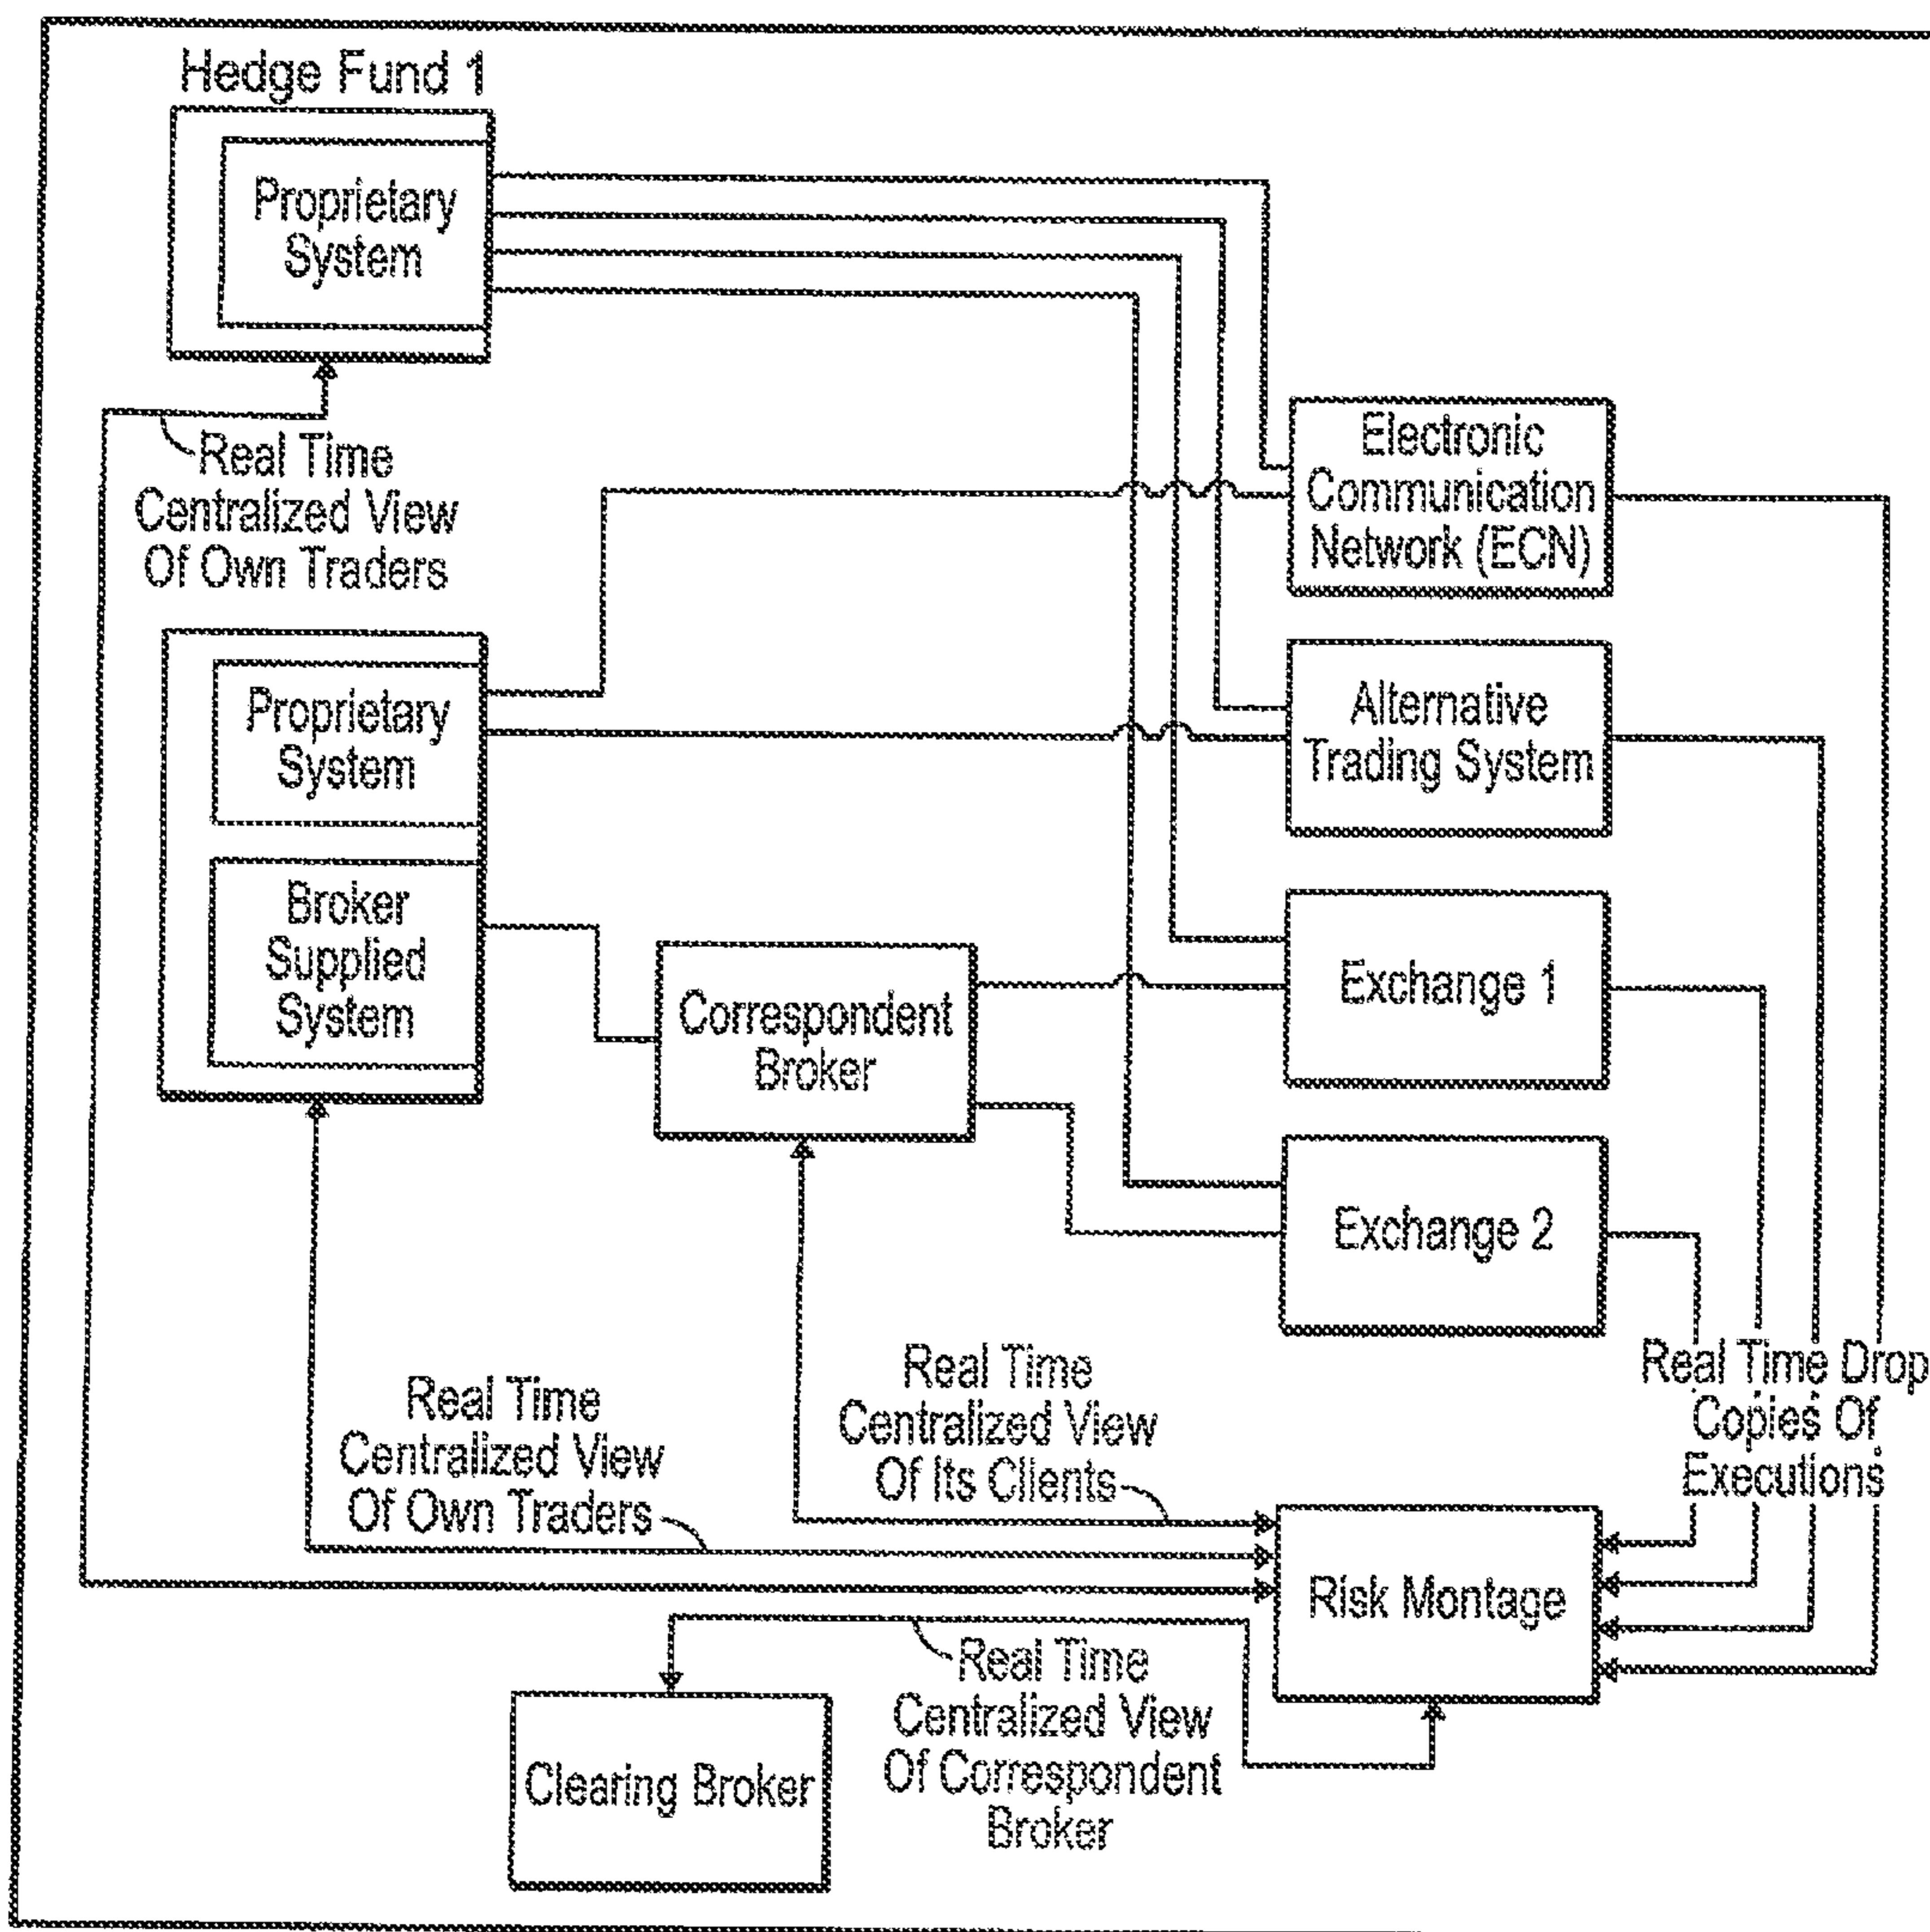 Hedge Fund 1
Proprietary
System
Real Time
Centralized View
Of Own Traders
Electronic
Communication
Network (ECN)
Proprietary
System
Alternative
Trading System
Broker
Supplied
System
Correspondent
Broker
Exchange 1
Exchange 2
Real Time Drop
Copies Of
Executions
Real Time
Centralized View
Of Own Traders
Real Time
Centralized View
Of Its Clients
Risk Montage
Real Time
Centralized View
Of Correspondent
Broker
Clearing Broker